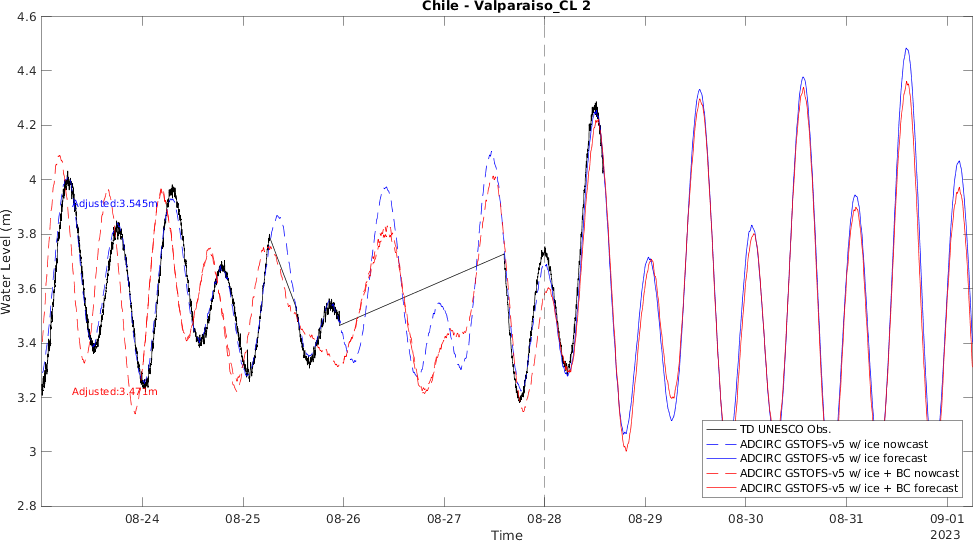 Chile - Valparaiso_CL 2
4.6
4.4
4.2
4
3.8
3.6
3.4
3.2
3
2.8
Water Level (m)
Adjusted:3.545m
Adjusted:3.471m
TD UNESCO Obs.
ADCIRC GSTOFS-v5 w/ ice nowcast
ADCIRC GSTOFS-v5 w/ ice forecast
ADCIRC GSTOFS-v5 w/ ice + BC nowcast
ADCIRC GSTOFS-v5 w/ ice + BC forecast
08-24 08-25 08-26 08-27 08-28 08-29 08-30 08-31 09-01
2023
Time